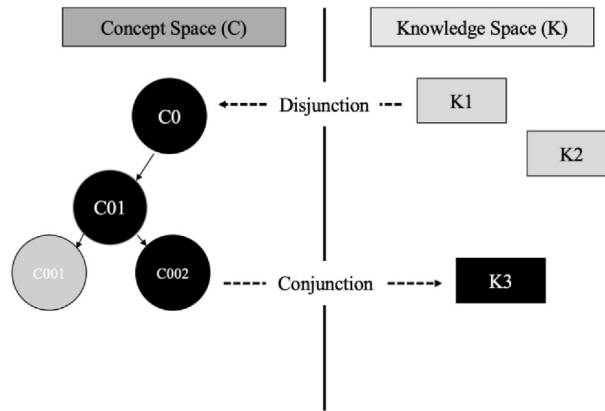 Concept Space (C)
Knowledge Space (K)
C0
Disjunction
K1
K2
C01
C001
C002
Conjunction
K3